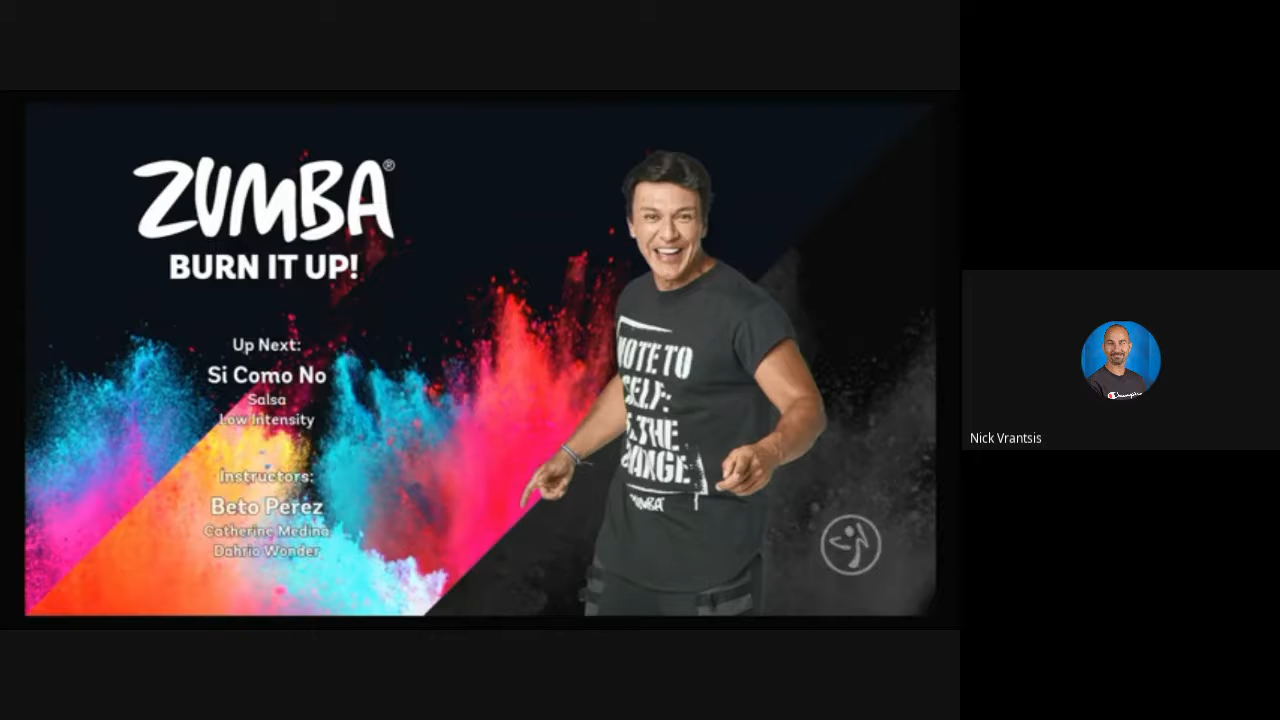 ZUMBA®
BURN IT UP!
Up Next:
Si Como No
Salsa
Low Intensity
Instructors:
Beto Perez
Catherine Medina
Dahrio Wonder
NOTE TO
SELF:
THE
ZUMBA
Nick Vrantsis
Champion